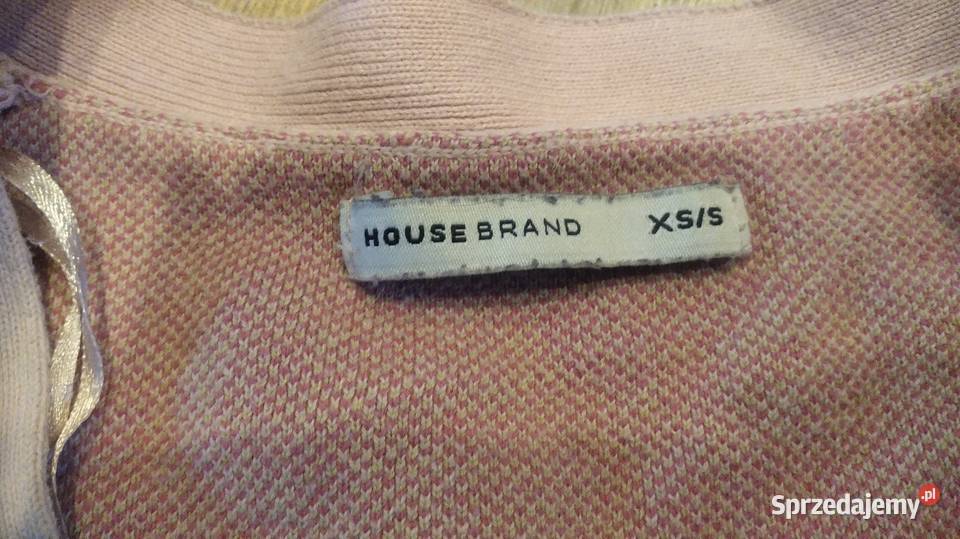 HOUSE BRAND XS/S
Sprzedajemy.pl